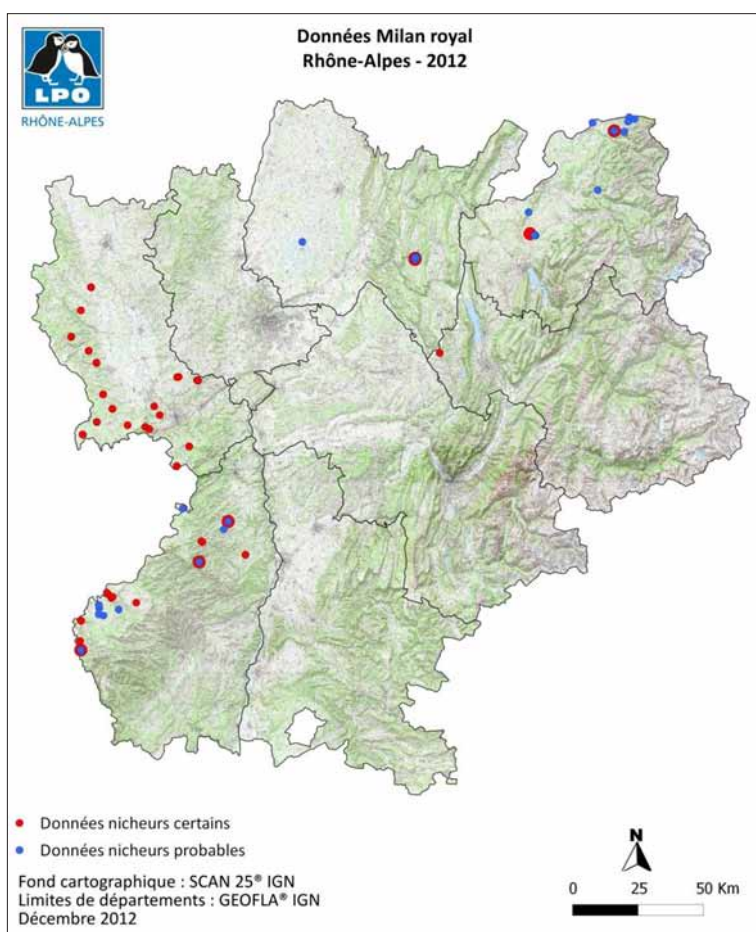 Données Milan royal
Rhône-Alpes - 2012
LPO
RHÔNE-ALPES
Données nicheurs certains
Données nicheurs probables
Fond cartographique : SCAN 25® IGN
Limites de départements : GEOFLA® IGN
Décembre 2012
N
0 25 50 Km